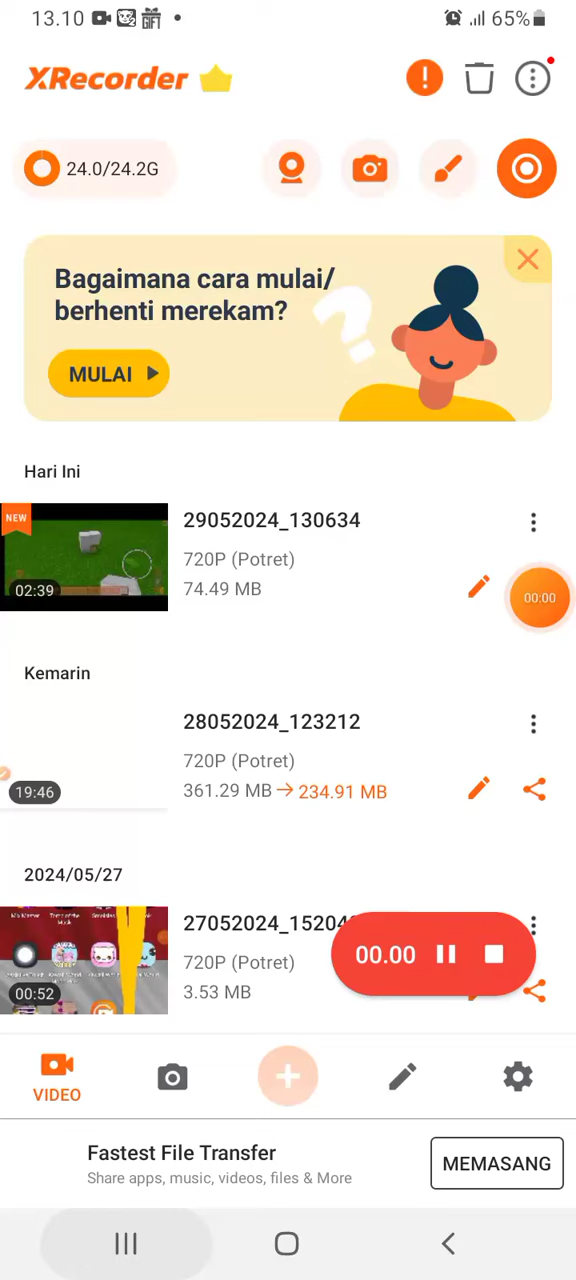 13.10
GIFT
65%
XRecorder
24.0/24.2G
Bagaimana cara mulai/
berhenti merekam?
MULAI
Hari Ini
NEW
02:39
29052024_130634
720P (Potret)
74.49 MB
00:00
Kemarin
19:46
28052024_123212
720P (Potret)
361.29 MB → 234.91 MB
2024/05/27
00:52
27052024_15204
720P (Potret)
3.53 MB
00.00
VIDEO
Fastest File Transfer
Share apps, music, videos, files & More
MEMASANG